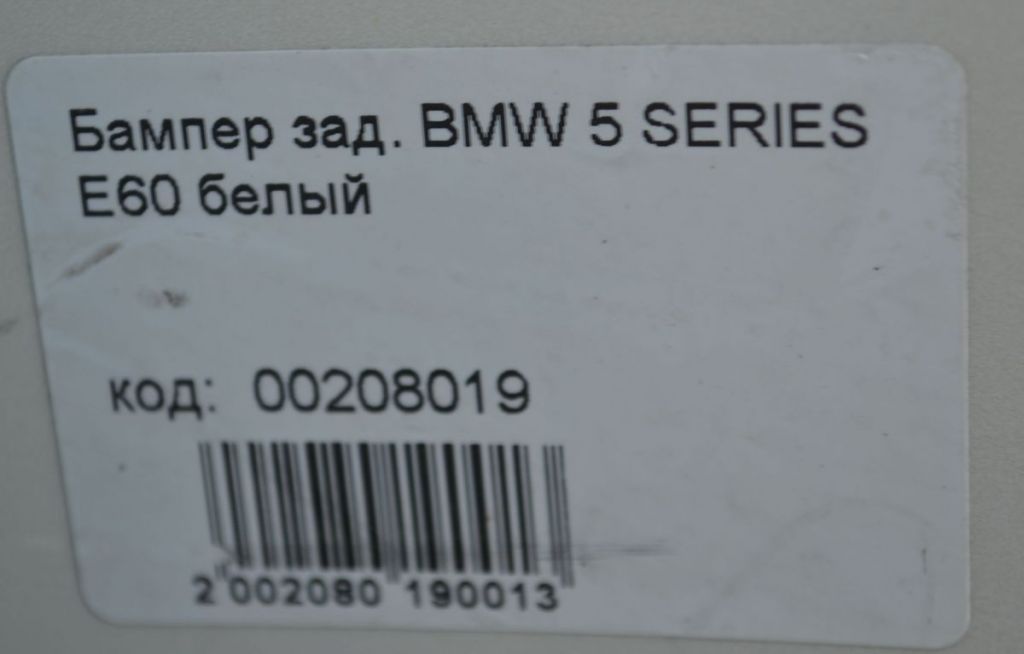 Бампер зад. BMW 5 SERIES
E60 белый
код: 00208019
2 002080 190013